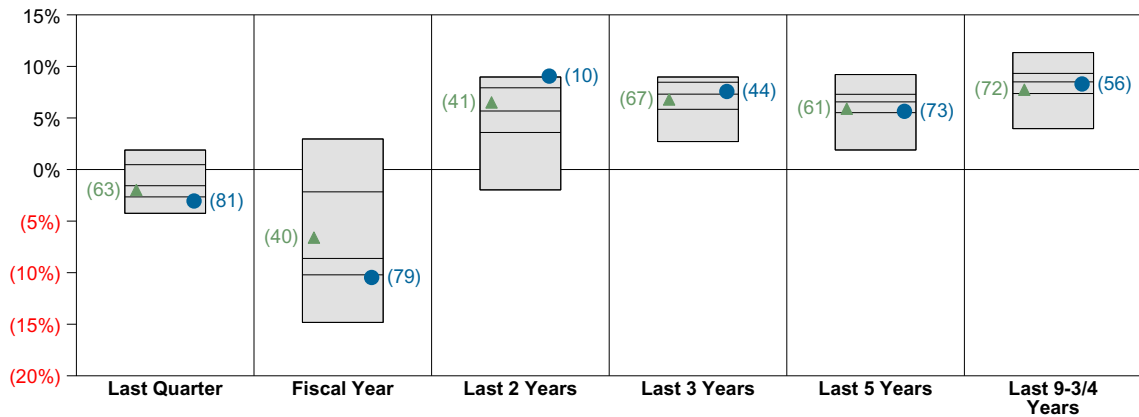 15%
10%
5%
0%
(5%)
(10%)
(15%)
(20%)
(63)
(81)
(40)
(79)
(41)
(10)
(67)
(44)
(61)
(73)
(72)
(56)
Last Quarter
Fiscal Year
Last 2 Years
Last 3 Years
Last 5 Years
Last 9-3/4
Years